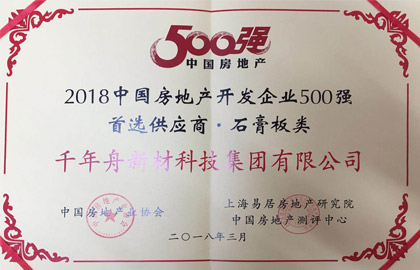 500强
中国房地产
2018中国房地产开发企业500强
首选供应商·石膏板类
千年舟新材科技集团有限公司
中国房地产业协会
上海易居房地产研究院
中国房地产测评中心
二〇一八年三月